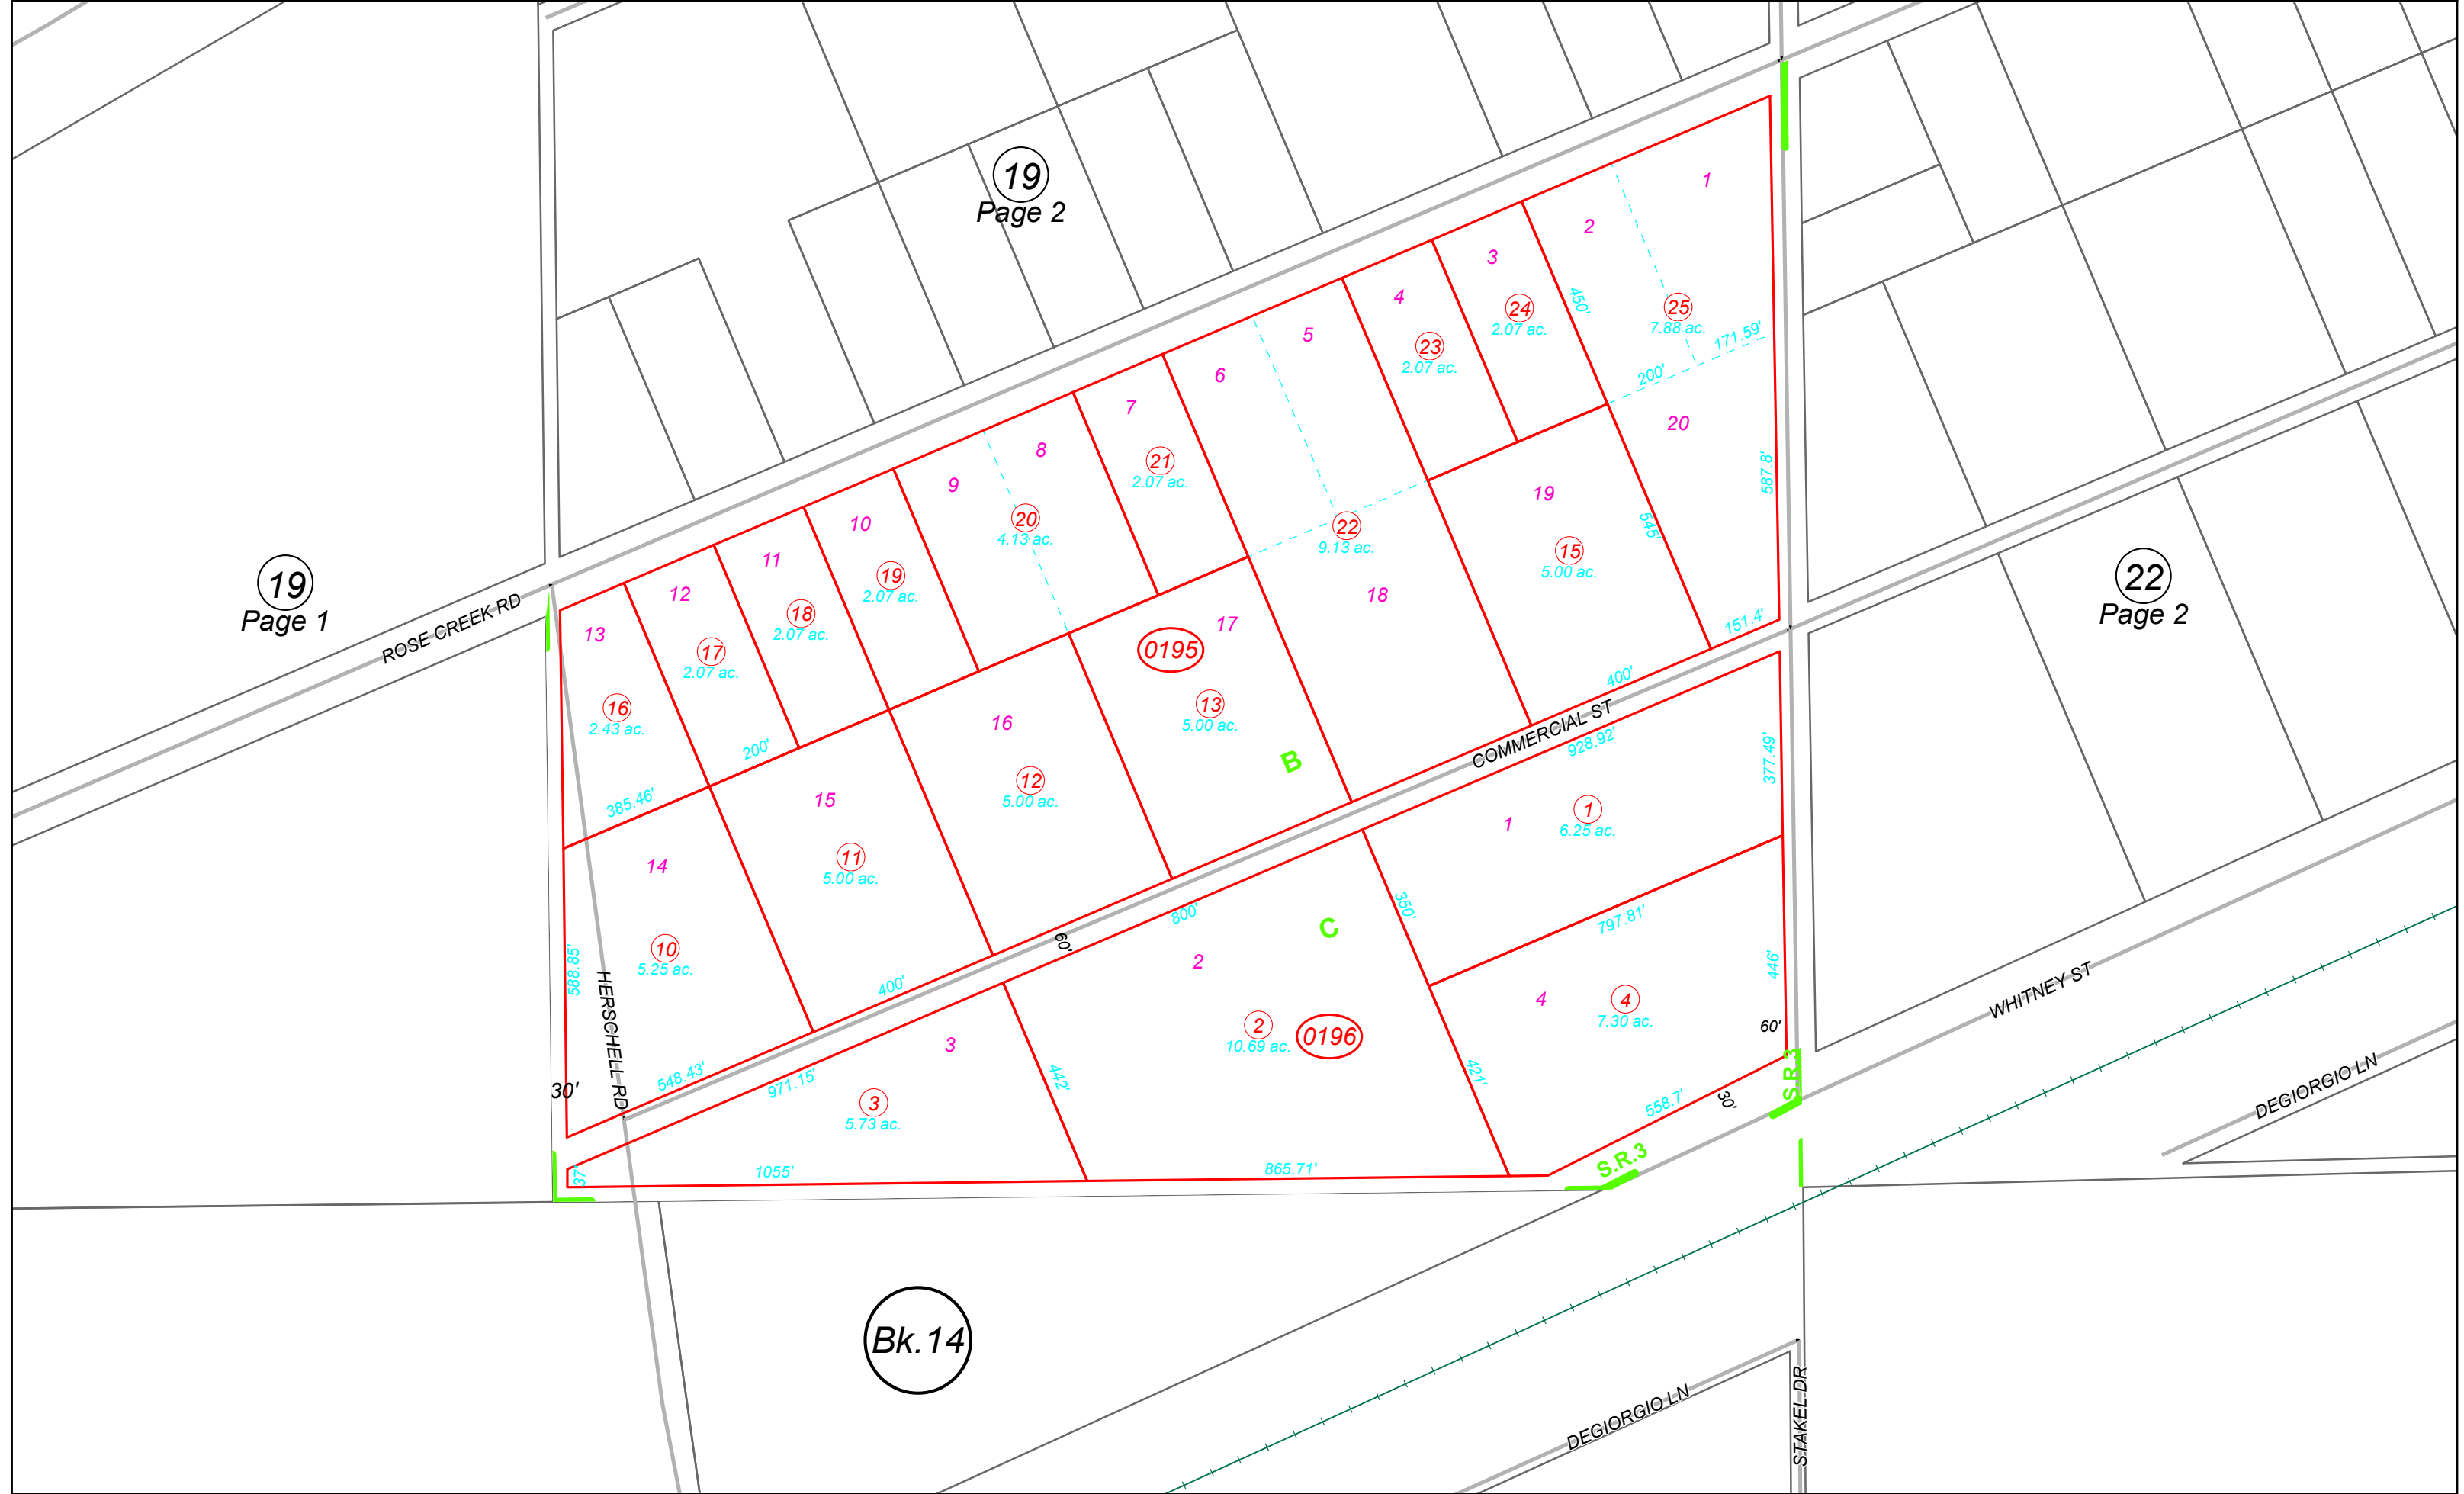 19
Page 2
1
2
3
4
5
6
7
8
9
10
11
12
13
450'
25
7.88 ac.
171.59'
200'
24
2.07 ac.
23
2.07 ac.
20
587.8'
21
2.07 ac.
22
9.13 ac.
19
545'
15
5.00 ac.
20
4.13 ac.
19
2.07 ac.
18
2.07 ac.
17
2.07 ac.
16
2.43 ac.
18
17
0195
151.4'
400'
19
Page 1
ROSE CREEK RD
22
Page 2
13
5.00 ac.
B
16
12
5.00 ac.
200'
385.46'
15
14
11
5.00 ac.
10
5.25 ac.
588.85'
HERSCHELL RD
30'
548.43'
400'
60'
COMMERCIAL ST
928.92'
377.49'
1
1
6.25 ac.
800'
350'
C
797.81'
446'
2
2
10.69 ac.
0196
4
4
7.30 ac.
60'
S.R.3
WHITNEY ST
3
971.15'
3
5.73 ac.
442'
421'
558.7'
30'
37'
1055'
865.71'
S.R.3
DEGIORGIO LN
Bk.14
DEGIORGIO LN
STAKEL DR